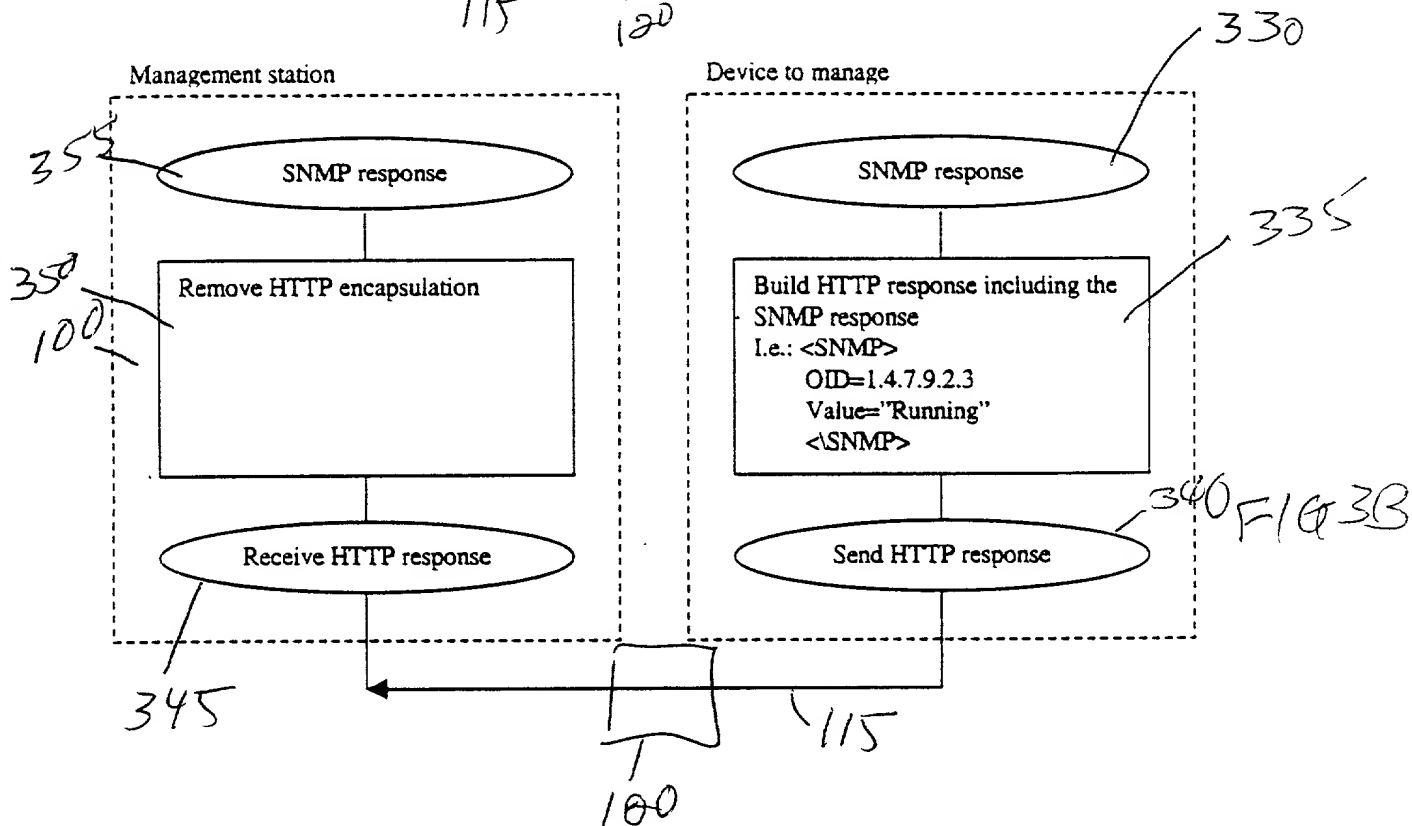 115
120
330
Management station
Device to manage
355
SNMP response
SNMP response
335
350
Remove HTTP encapsulation
100
Build HTTP response including the
SNMP response
I.e.: <SNMP>
OID=1.4.7.9.2.3
Value="Running"
<\SNMP>
340
FIG 3B
Receive HTTP response
Send HTTP response
345
115
100